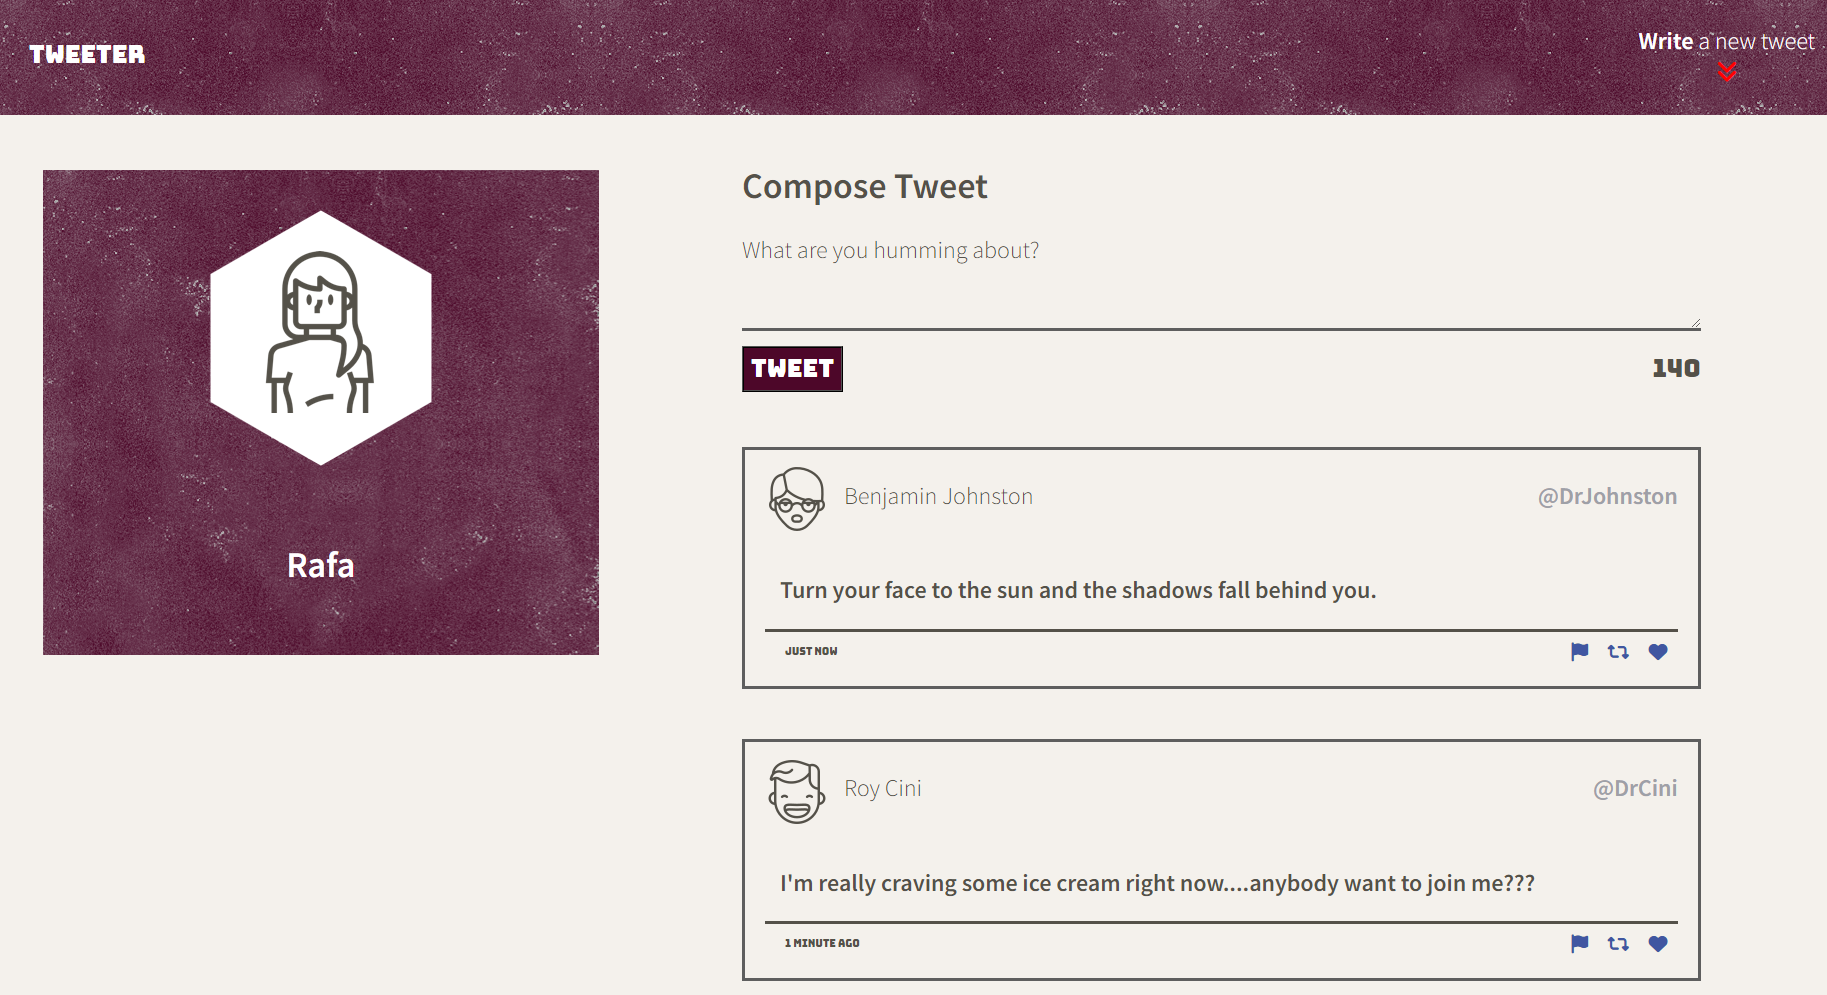 TWEETER
Write a new tweet
Rafa
Compose Tweet
What are you humming about?
TWEET
140
Benjamin Johnston
@DrJohnston
Turn your face to the sun and the shadows fall behind you.
JUST NOW
Roy Cini
@DrCini
I'm really craving some ice cream right now....anybody want to join me???
1 MINUTE AGO